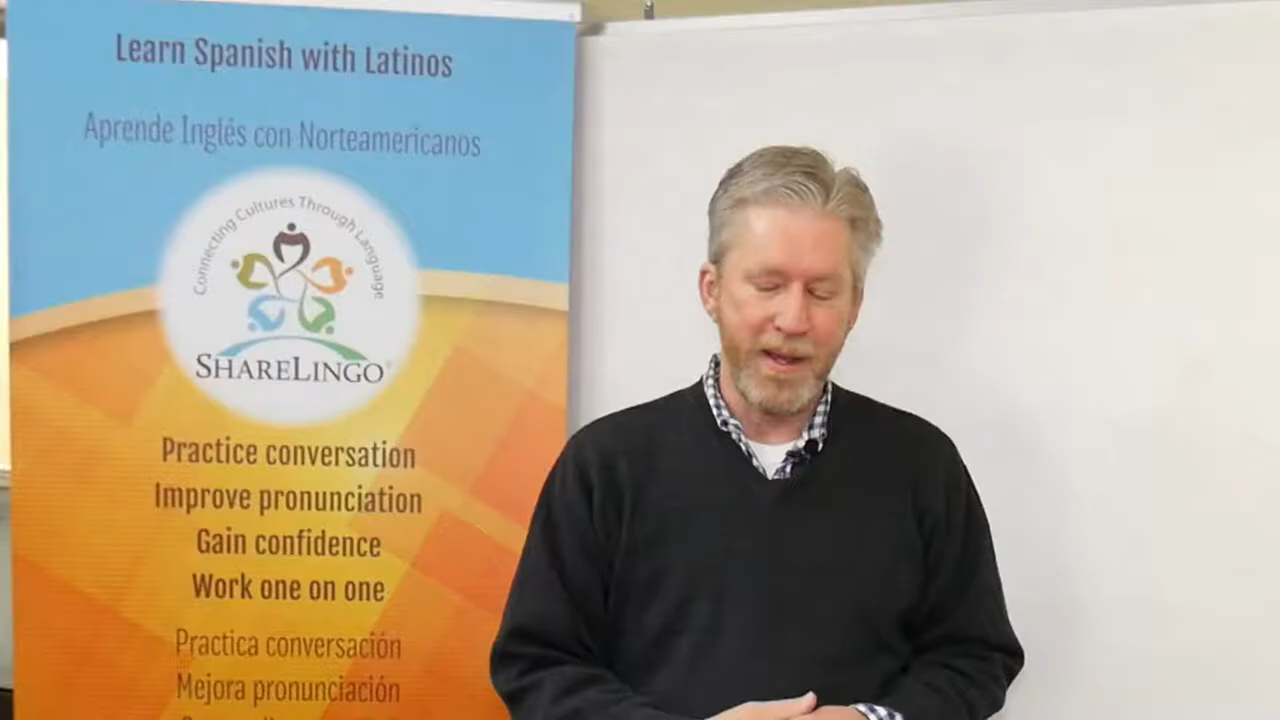 Learn Spanish with Latinos
Aprende Inglés con Norteamericanos
Connecting Cultures Through Language
SHARELINGO
Practice conversation
Improve pronunciation
Gain confidence
Work one on one
Practica conversación
Mejora pronunciación